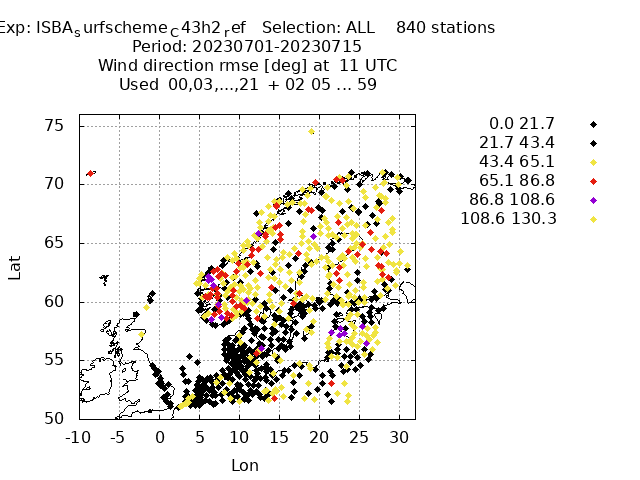 Exp: ISBAsurfschemeC43h2ref Selection: ALL 840 stations
Period: 20230701-20230715
Wind direction rmse [deg] at 11 UTC
Used 00,03,...,21 + 02 05 ... 59
0.0 21.7
21.7 43.4
43.4 65.1
65.1 86.8
86.8 108.6
108.6 130.3
75
70
65
60
55
50
Lat
-10 -5 0 5 10 15 20 25 30
Lon